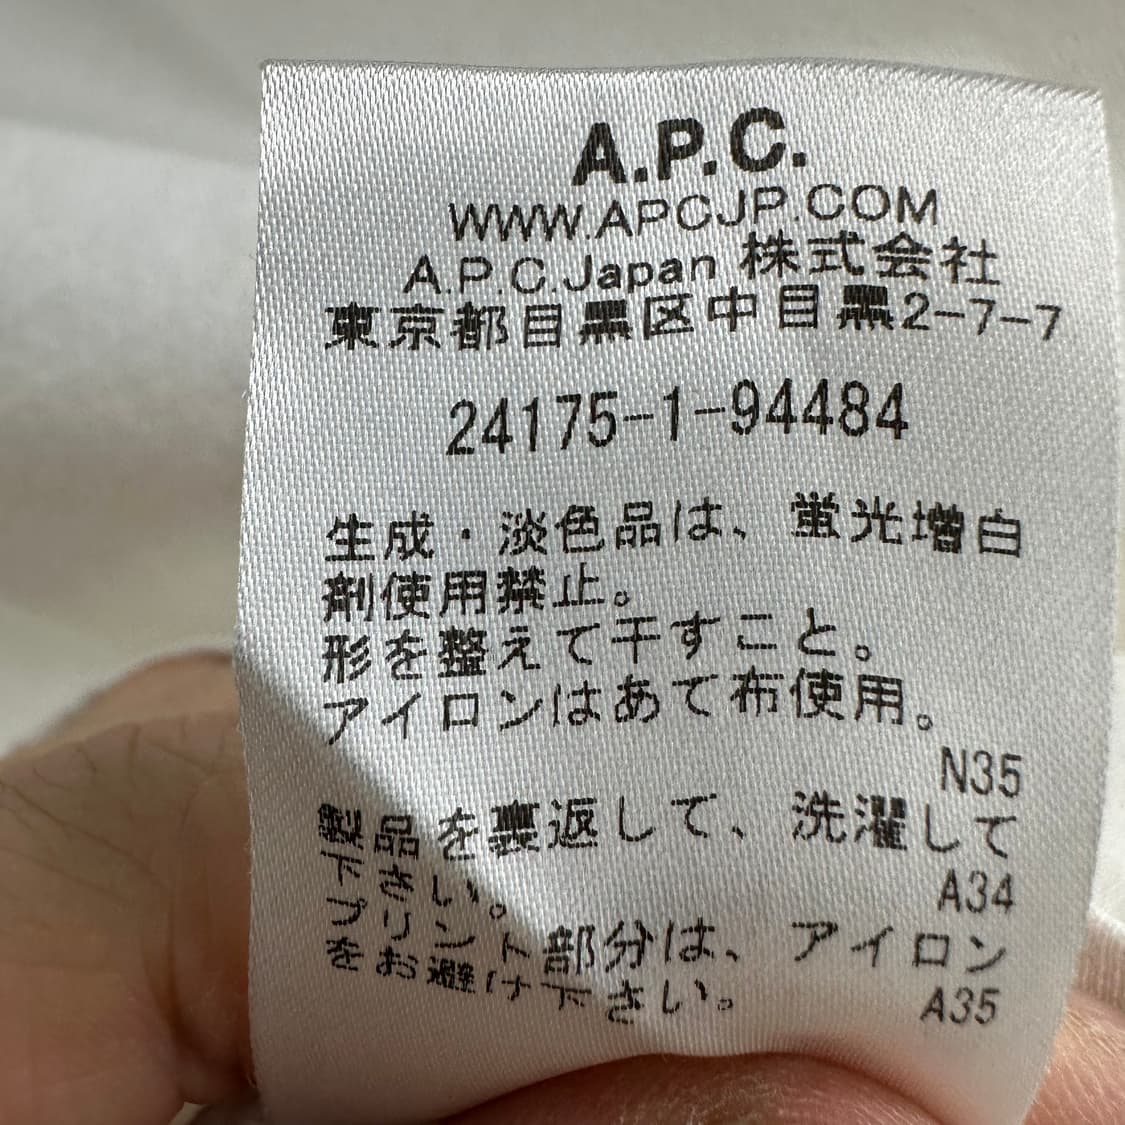 A.P.C.
WWW.APCJP.COM
A.P.C.Japan 株式会社
東京都目黒区中目黒2-7-7
24175-1-94484
生成・淡色品は、蛍光増白
剤使用禁止。
形を整えて干すこと。
アイロンはあて布使用。
N35
製品を裏返して、洗濯して
下さい。
A34
プリント部分は、アイロン
をお避け下さい。
A35